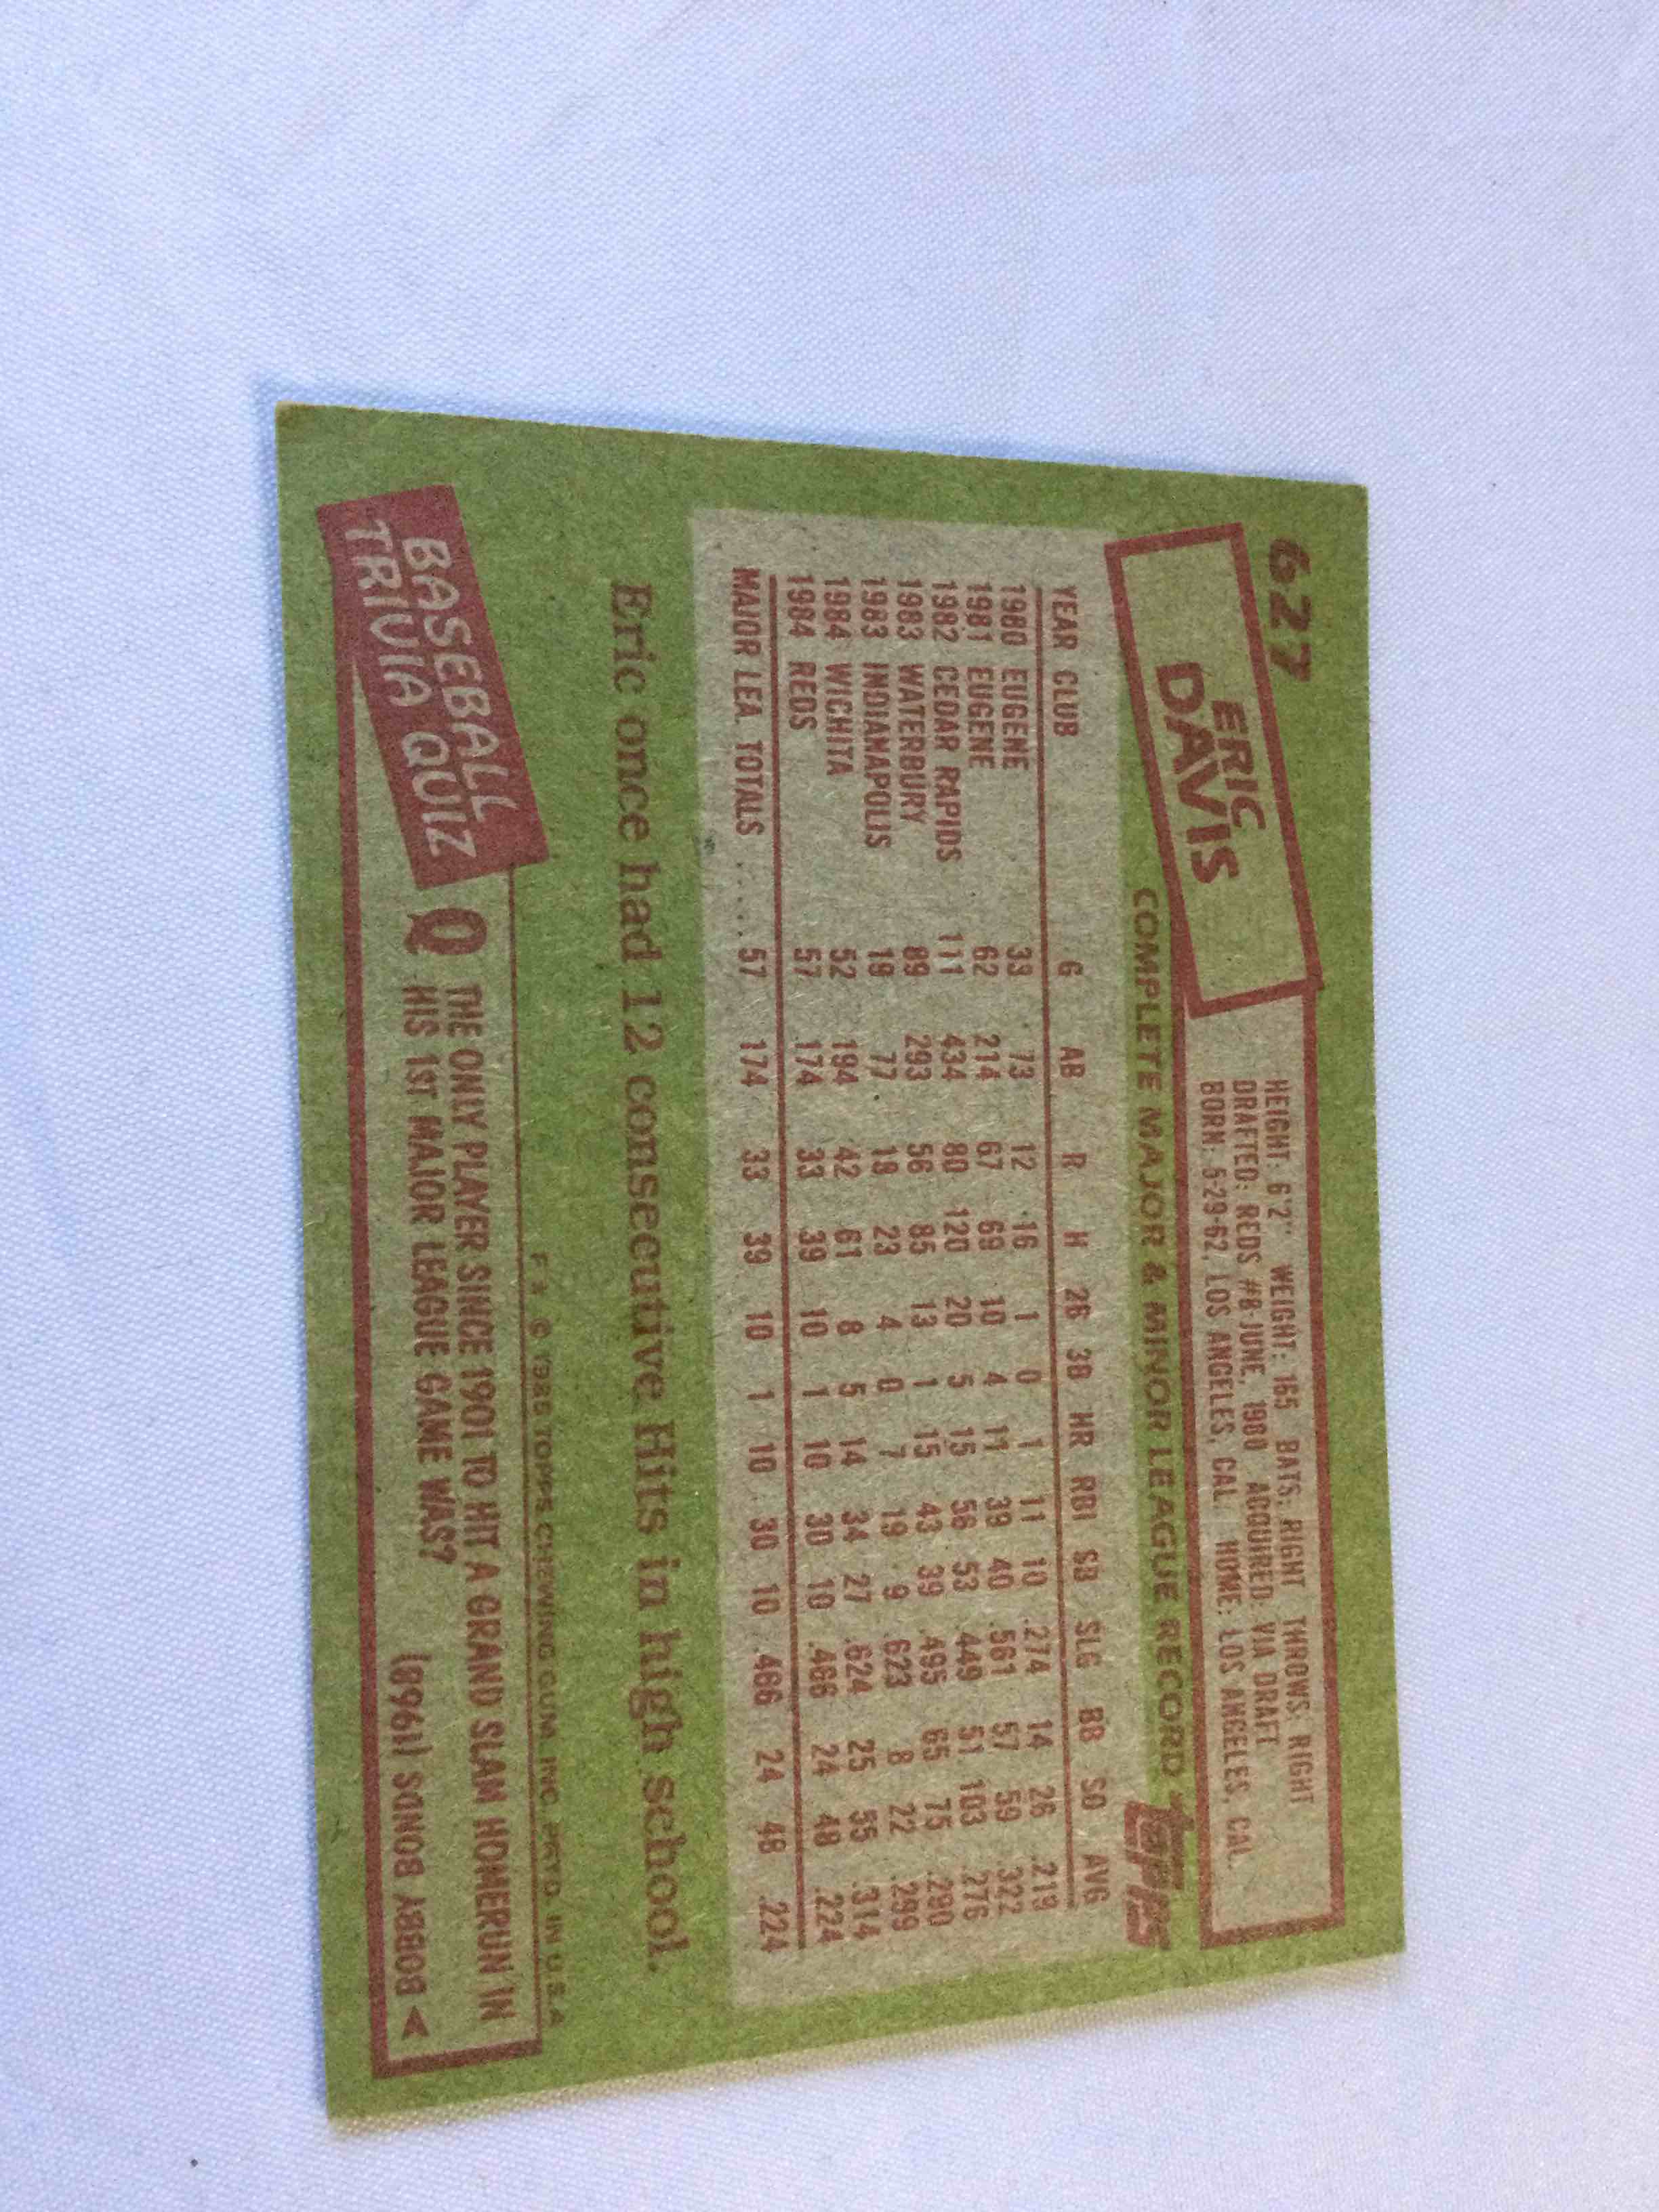 627
ERIC
DAVIS
HEIGHT: 6'2" WEIGHT: 165 BATS: RIGHT THROWS: RIGHT
DRAFTED: REDS #8-JUNE, 1980 ACQUIRED: VIA DRAFT
BORN: 5-29-62, LOS ANGELES, CAL. HOME: LOS ANGELES, CAL.
COMPLETE MAJOR & MINOR LEAGUE RECORD
topps
YEAR CLUB G AB R H 2B 3B HR RBI SB SLG BB SO AVG
1980 EUGENE 33 73 12 16 1 0 1 11 10 .274 14 26 .219
1981 EUGENE 62 214 67 69 10 4 11 39 40 .561 57 59 .322
1982 CEDAR RAPIDS 111 434 80 120 20 5 15 56 53 .449 51 103 .276
1983 WATERBURY 89 293 56 85 13 1 15 43 39 .495 65 75 .290
1983 INDIANAPOLIS 19 77 18 23 4 0 7 19 9 .623 8 22 .299
1984 WICHITA 52 194 42 61 8 5 14 34 27 .624 25 55 .314
1984 REDS 57 174 33 39 10 1 10 30 10 .466 24 48 .224
MAJOR LEA. TOTALS ..... 57 174 33 39 10 1 10 30 10 .466 24 48 .224
Eric once had 12 consecutive Hits in high school.
© 1985 TOPPS CHEWING GUM, INC. PRTD. IN U.S.A.
BASEBALL
TRIVIA QUIZ
Q THE ONLY PLAYER SINCE 1901 TO HIT A GRAND SLAM HOMERUN IN
HIS 1ST MAJOR LEAGUE GAME WAS?
BOBBY BONDS (1968)